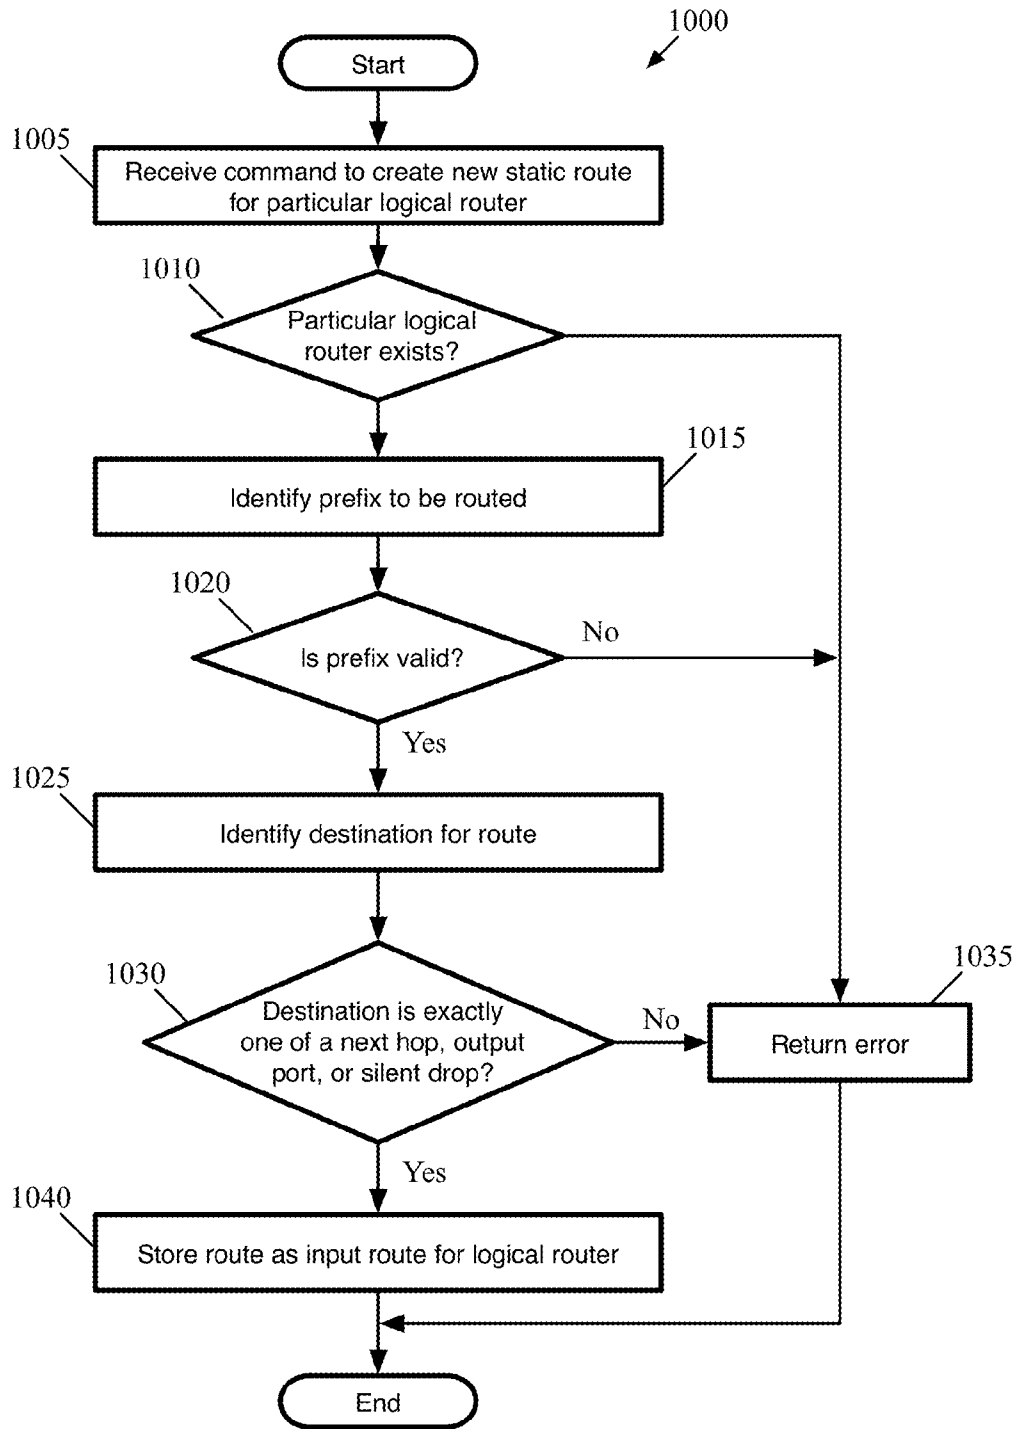 1000
Start
1005
Receive command to create new static route
for particular logical router
1010
Particular logical
router exists?
1015
Identify prefix to be routed
1020
Is prefix valid?
No
Yes
1025
Identify destination for route
1030
Destination is exactly
one of a next hop, output
port, or silent drop?
No
1035
Return error
Yes
1040
Store route as input route for logical router
End